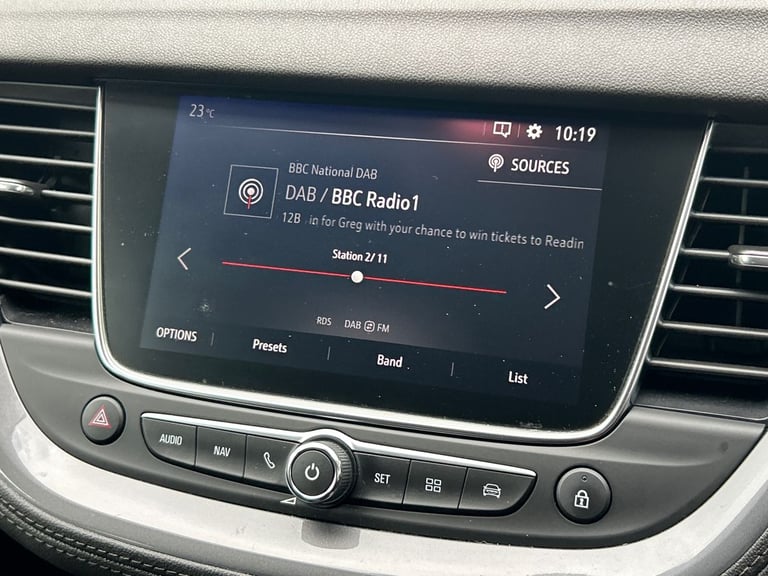 23°C
10:19
SOURCES
BBC National DAB
DAB / BBC Radio1
12B in for Greg with your chance to win tickets to Readin
Station 2/11
RDS DAB FM
OPTIONS Presets Band List
AUDIO NAV SET